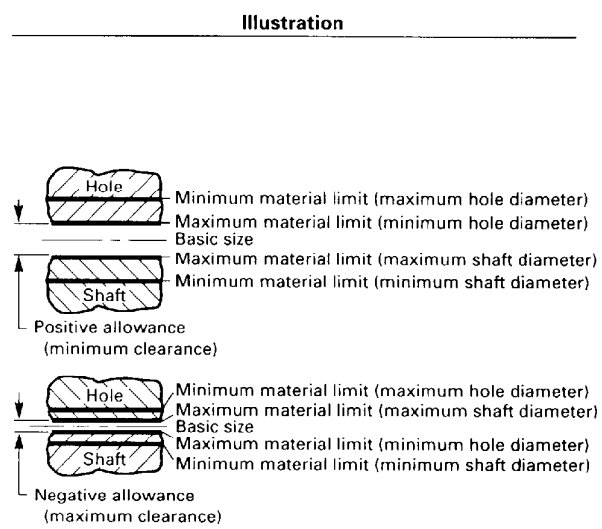 Illustration
Hole
Minimum material limit (maximum hole diameter)
Maximum material limit (minimum hole diameter)
Basic size
Maximum material limit (maximum shaft diameter)
Minimum material limit (minimum shaft diameter)
Shaft
Positive allowance
(minimum clearance)
Hole
Minimum material limit (maximum hole diameter)
Maximum material limit (maximum shaft diameter)
Basic size
Maximum material limit (minimum hole diameter)
Minimum material limit (minimum shaft diameter)
Shaft
Negative allowance
(maximum clearance)